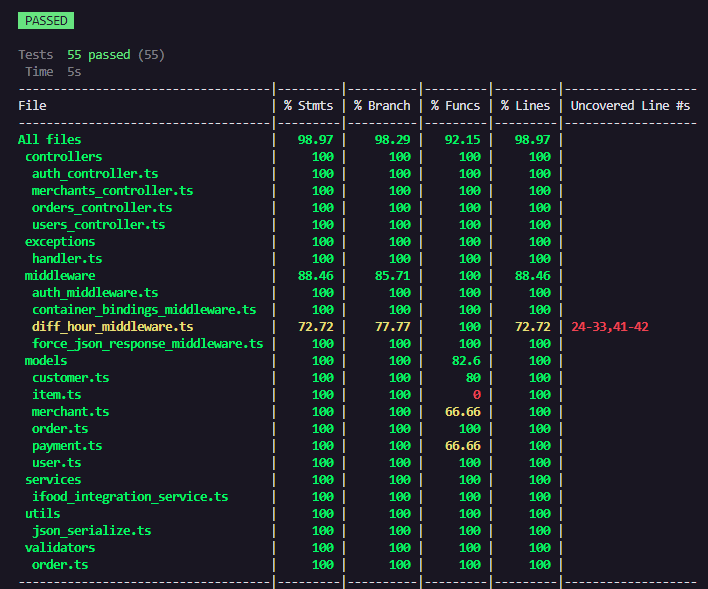 PASSED
Tests  55 passed (55)
 Time  5s
------------------------------------|---------|----------|---------|---------|-------------------
File                                | % Stmts | % Branch | % Funcs | % Lines | Uncovered Line #s
------------------------------------|---------|----------|---------|---------|-------------------
All files                           |   98.97 |    98.29 |   92.15 |   98.97 |
 controllers                        |     100 |      100 |     100 |     100 |
  auth_controller.ts                |     100 |      100 |     100 |     100 |
  merchants_controller.ts           |     100 |      100 |     100 |     100 |
  orders_controller.ts              |     100 |      100 |     100 |     100 |
  users_controller.ts               |     100 |      100 |     100 |     100 |
 exceptions                         |     100 |      100 |     100 |     100 |
  handler.ts                        |     100 |      100 |     100 |     100 |
 middleware                         |   88.46 |    85.71 |     100 |   88.46 |
  auth_middleware.ts                |     100 |      100 |     100 |     100 |
  container_bindings_middleware.ts  |     100 |      100 |     100 |     100 |
  diff_hour_middleware.ts           |   72.72 |    77.77 |     100 |   72.72 | 24-33,41-42
  force_json_response_middleware.ts |     100 |      100 |     100 |     100 |
 models                             |     100 |      100 |    82.6 |     100 |
  customer.ts                       |     100 |      100 |      80 |     100 |
  item.ts                           |     100 |      100 |       0 |     100 |
  merchant.ts                       |     100 |      100 |   66.66 |     100 |
  order.ts                          |     100 |      100 |     100 |     100 |
  payment.ts                        |     100 |      100 |   66.66 |     100 |
  user.ts                           |     100 |      100 |     100 |     100 |
 services                           |     100 |      100 |     100 |     100 |
  ifood_integration_service.ts      |     100 |      100 |     100 |     100 |
 utils                              |     100 |      100 |     100 |     100 |
  json_serialize.ts                 |     100 |      100 |     100 |     100 |
 validators                         |     100 |      100 |     100 |     100 |
  order.ts                          |     100 |      100 |     100 |     100 |
------------------------------------|---------|----------|---------|---------|-------------------